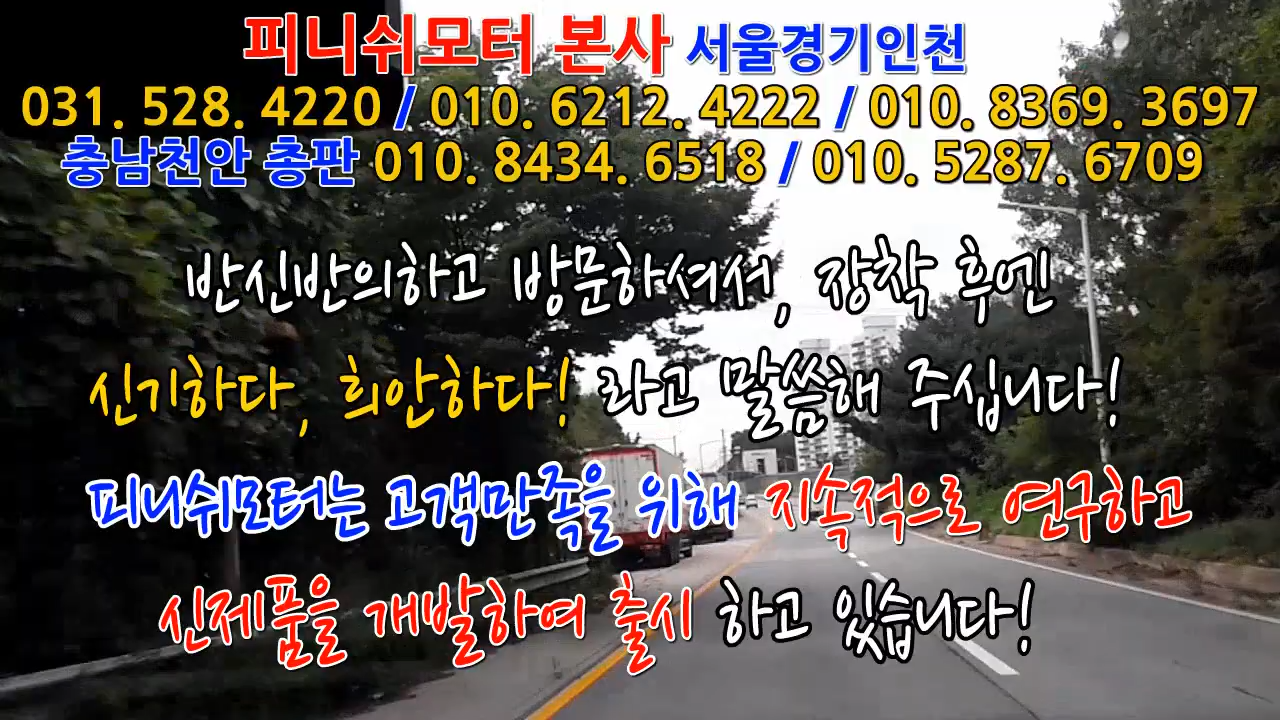 피니쉬모터 본사 서울경기인천
031. 528. 4220 / 010. 6212. 4222 / 010. 8369. 3697
충남천안 총판 010. 8434. 6518 / 010. 5287. 6709
반신반의하고 방문하셔서, 장착 후엔
신기하다, 희안하다! 라고 말씀해 주십니다!
피니쉬모터는 고객만족을 위해 지속적으로 연구하고
신제품을 개발하여 출시 하고 있습니다!